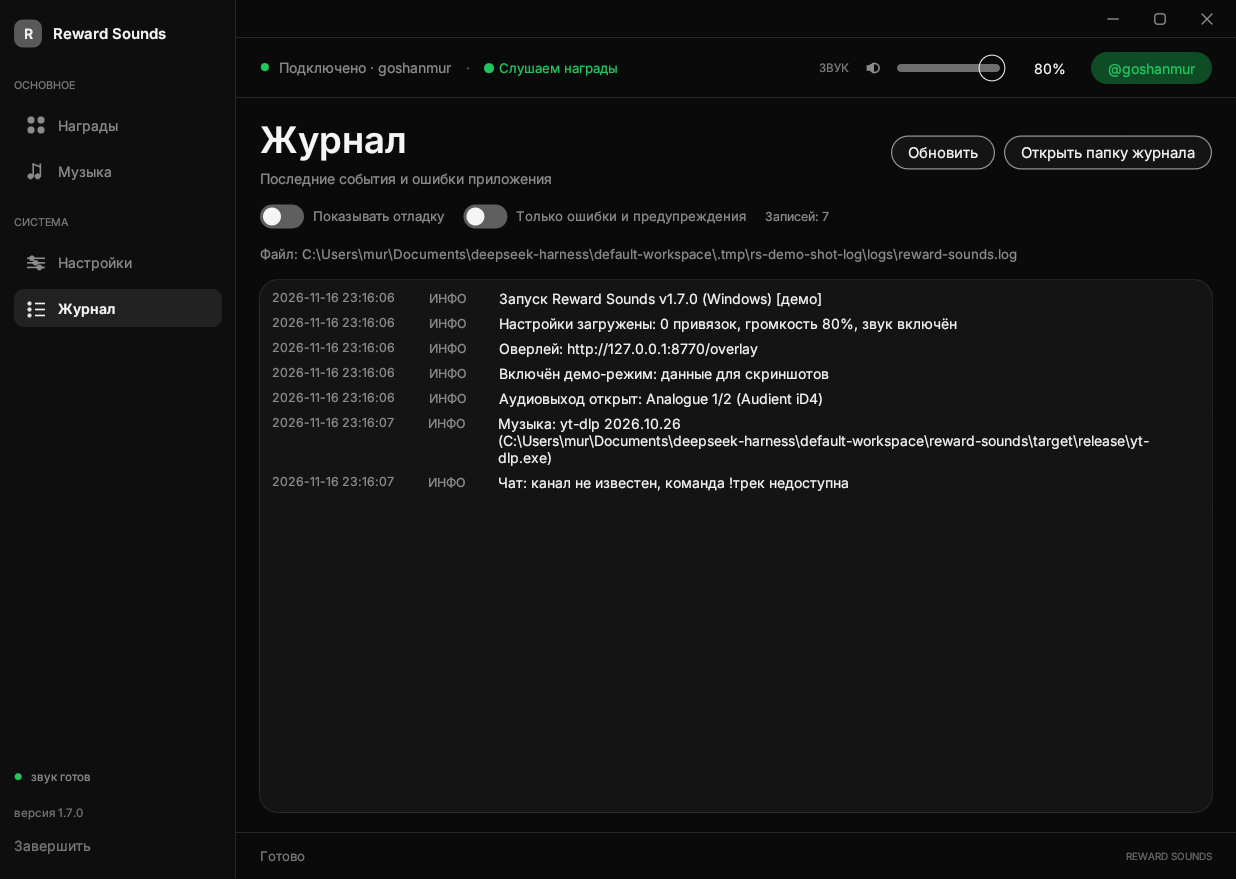 R Reward Sounds
ОСНОВНОЕ
Награды
Музыка
СИСТЕМА
Настройки
Журнал
звук готов
версия 1.7.0
Завершить
Подключено · goshanmur · Слушаем награды
ЗВУК 80% @goshanmur
Журнал
Последние события и ошибки приложения
Обновить Открыть папку журнала
Показывать отладку Только ошибки и предупреждения Записей: 7
Файл: C:\Users\mur\Documents\deepseek-harness\default-workspace\.tmp\rs-demo-shot-log\logs\reward-sounds.log
2026-11-16 23:16:06 ИНФО Запуск Reward Sounds v1.7.0 (Windows) [демо]
2026-11-16 23:16:06 ИНФО Настройки загружены: 0 привязок, громкость 80%, звук включён
2026-11-16 23:16:06 ИНФО Оверлей: http://127.0.0.1:8770/overlay
2026-11-16 23:16:06 ИНФО Включён демо-режим: данные для скриншотов
2026-11-16 23:16:06 ИНФО Аудиовыход открыт: Analogue 1/2 (Audient iD4)
2026-11-16 23:16:07 ИНФО Музыка: yt-dlp 2026.10.26
(C:\Users\mur\Documents\deepseek-harness\default-workspace\reward-sounds\target\release\yt-
dlp.exe)
2026-11-16 23:16:07 ИНФО Чат: канал не известен, команда !трек недоступна
Готово
REWARD SOUNDS